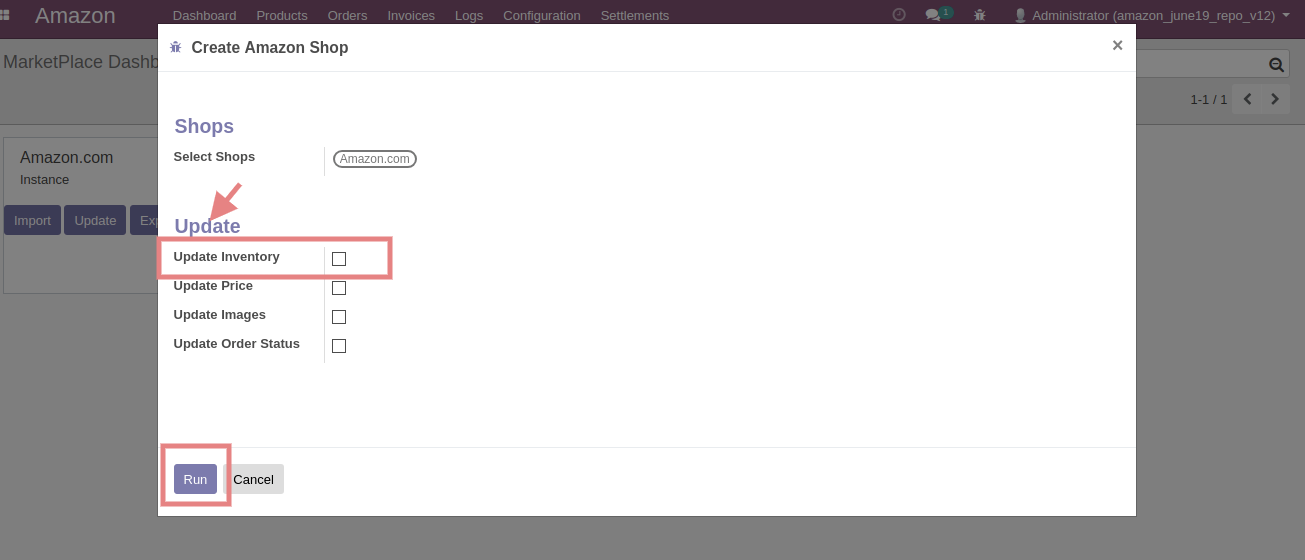 Amazon Dashboard Products Orders Invoices Logs Configuration Settlements 1 Administrator (amazon_june19_repo_v12)
Create Amazon Shop ×
MarketPlace Dashb
1-1 / 1
Shops
Amazon.com
Select Shops Amazon.com
Instance
Import Update Exp
Update
Update Inventory
Update Price
Update Images
Update Order Status
Run Cancel